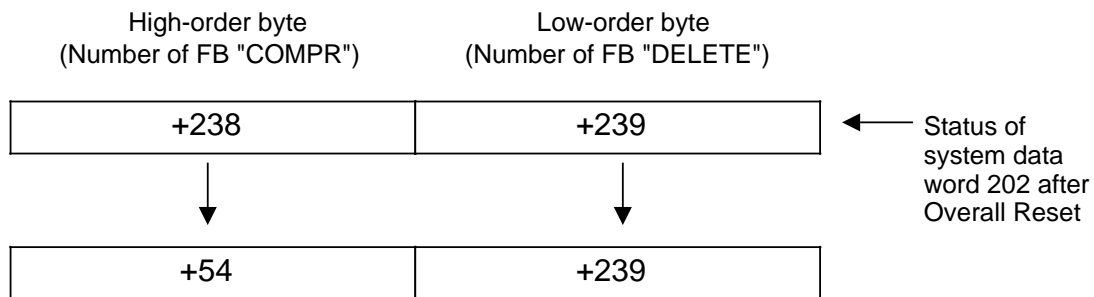 High-order byte
(Number of FB "COMPR")
Low-order byte
(Number of FB "DELETE")
+238
+239
Status of
system data
word 202 after
Overall Reset
+54
+239